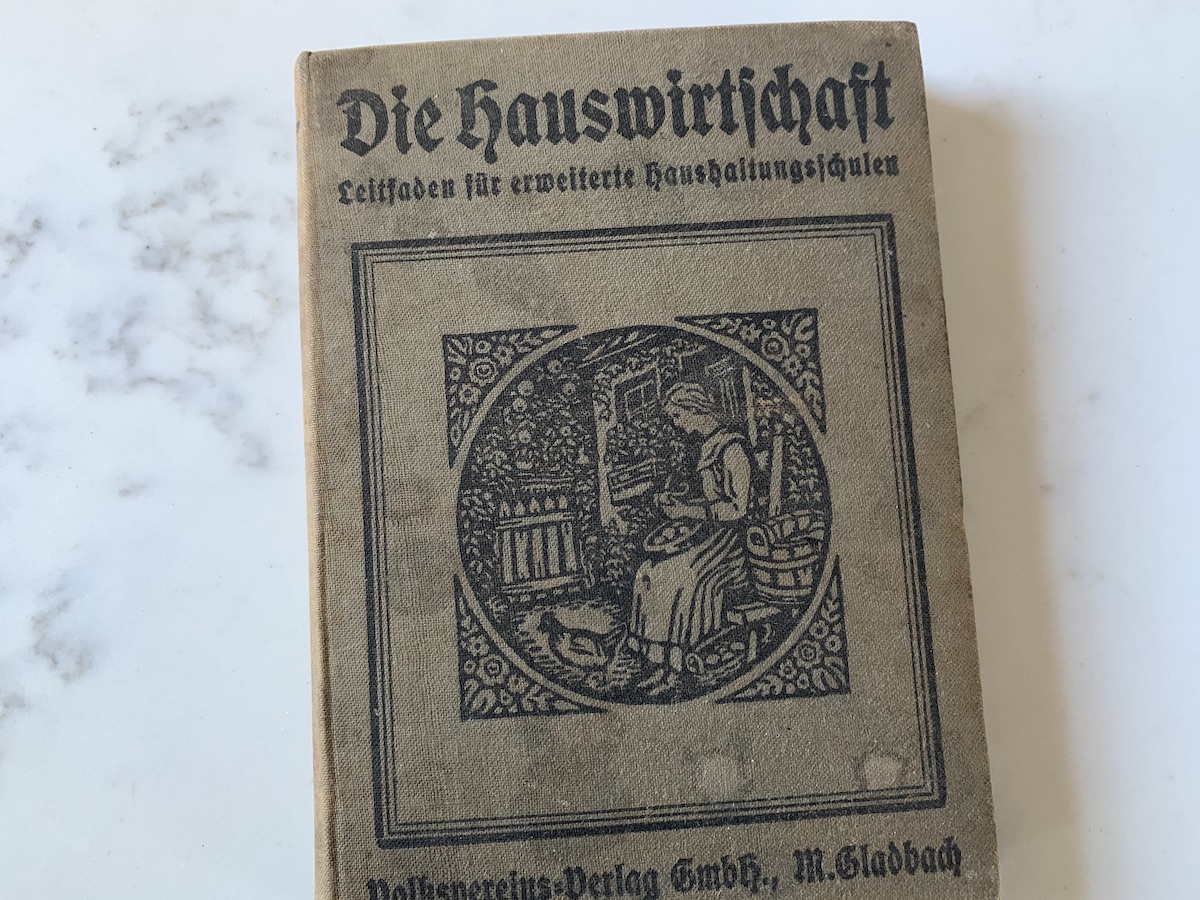 Die Hauswirtschaft
Leitfaden für erweiterte Haushaltungsschulen
Volksvereins-Verlag GmbH., M.Gladbach